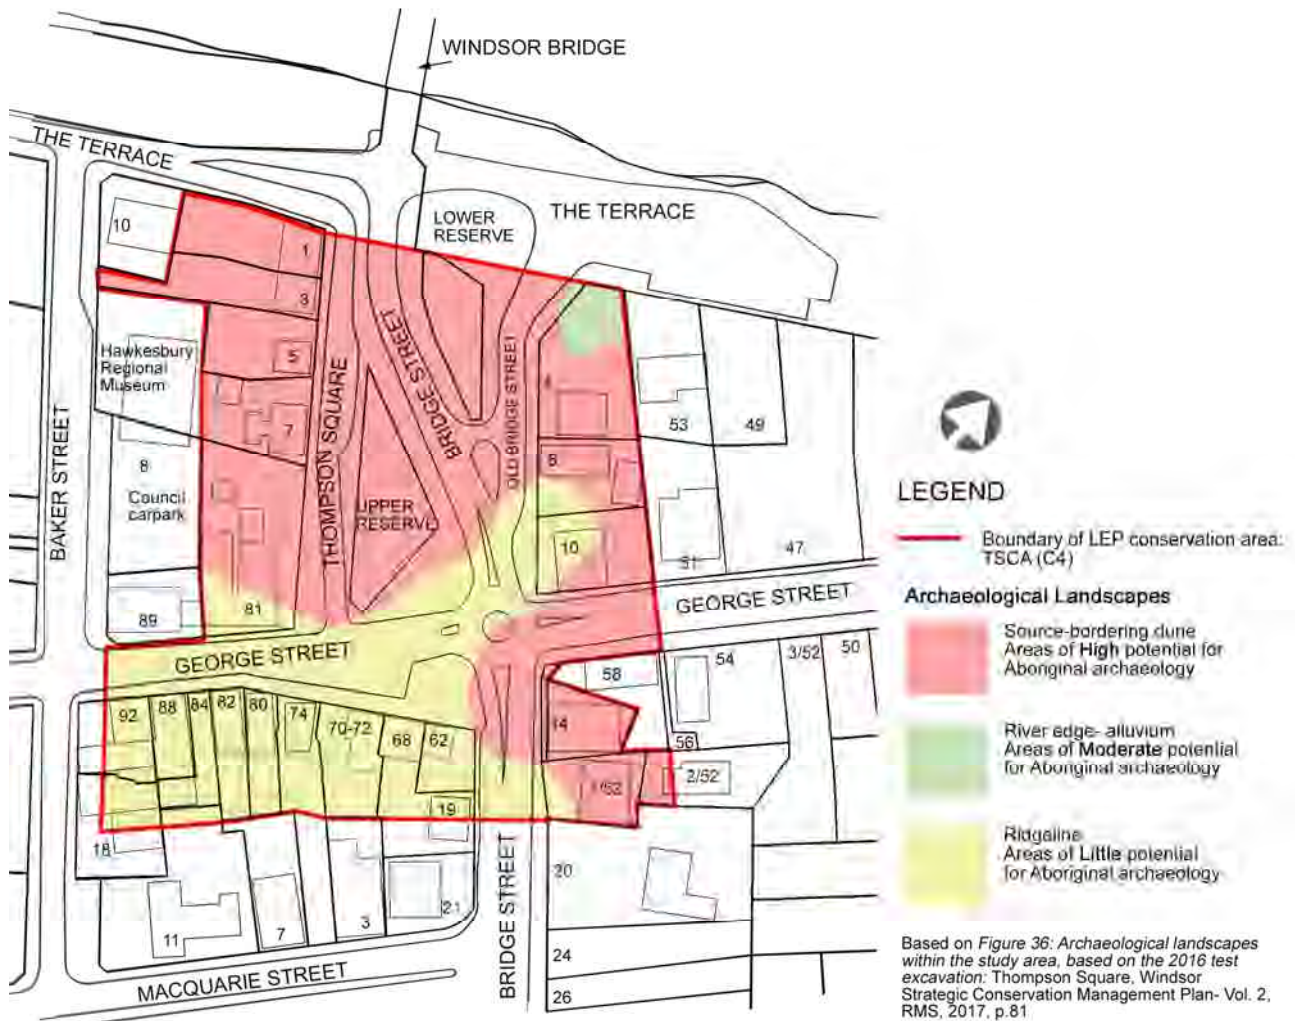 WINDSOR BRIDGE
THE TERRACE
10
1
3
LOWER
RESERVE
THE TERRACE
Hawkesbury
Regional
Museum
5
7
THOMPSON SQUARE
BRIDGE STREET
BRIDGE STREET
OLD BRIDGE STREET
4
6
10
53
49
51
47
BAKER STREET
8
Council
carpark
UPPER
RESERVE
81
89
GEORGE STREET
GEORGE STREET
92
88
84
82
80
74
70-72
68
62
19
18
11
7
3
21
58
54
3/52
50
14
56
1/52
2/52
20
24
26
BRIDGE STREET
MACQUARIE STREET
LEGEND
Boundary of LEP conservation area:
TSCA (C4)
Archaeological Landscapes
Source-bordering dune
Areas of High potential for
Aboriginal archaeology
River edge- alluvium
Areas of Moderate potential
for Aboriginal archaeology
Ridgeline
Areas of Little potential
for Aboriginal archaeology
Based on Figure 36: Archaeological landscapes
within the study area, based on the 2016 test
excavation: Thompson Square, Windsor
Strategic Conservation Management Plan- Vol. 2,
RMS, 2017, p.81